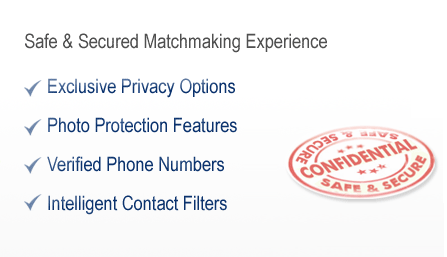 Safe & Secured Matchmaking Experience
Exclusive Privacy Options
Photo Protection Features
Verified Phone Numbers
Intelligent Contact Filters
SAFE & SECURE
CONFIDENTIAL
SAFE & SECURE